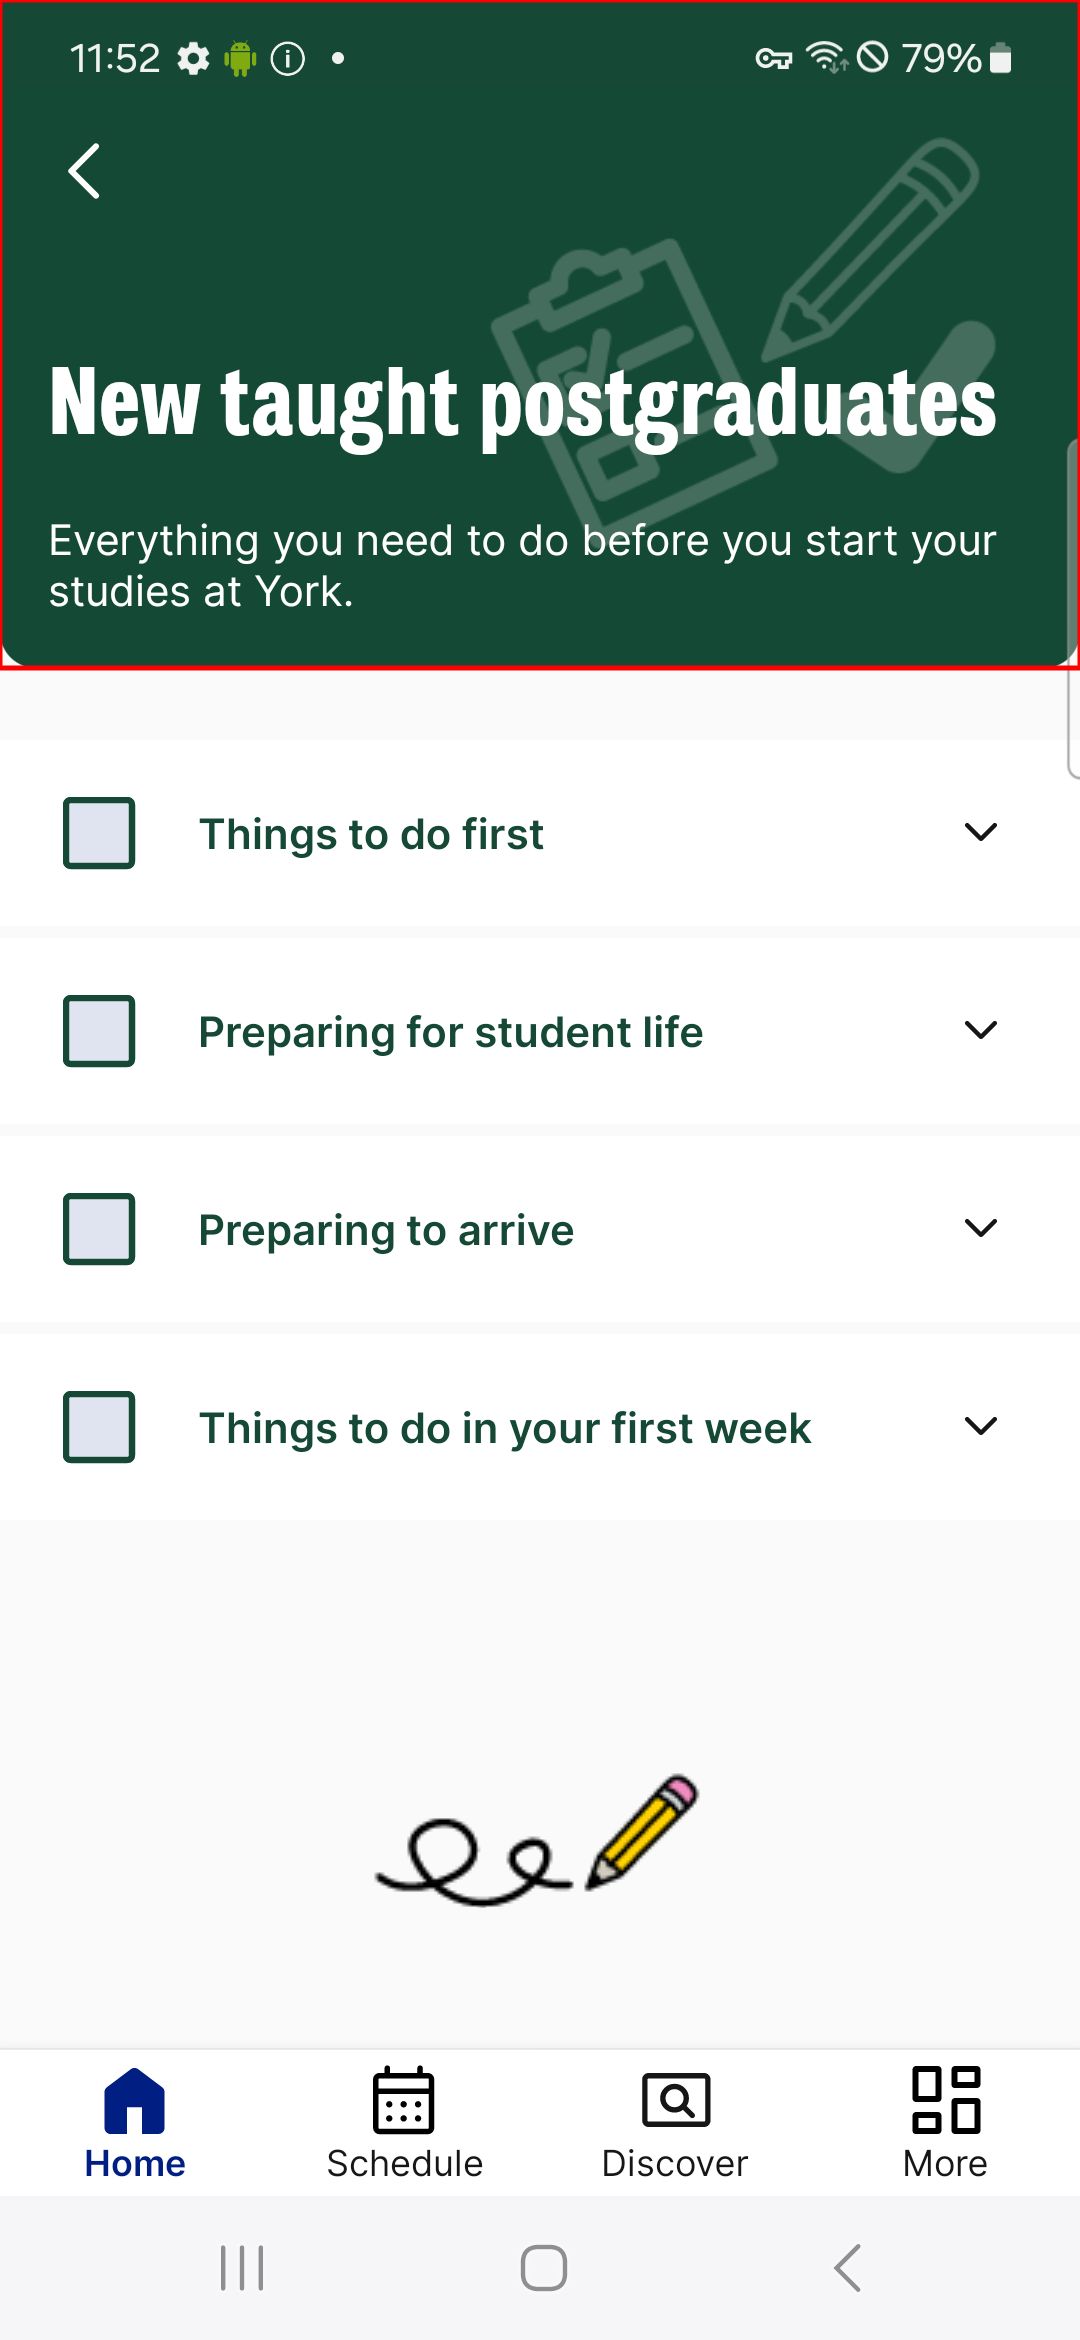 11:52
79%
New taught postgraduates
Everything you need to do before you start your
studies at York.
Things to do first
Preparing for student life
Preparing to arrive
Things to do in your first week
Home
Schedule
Discover
More